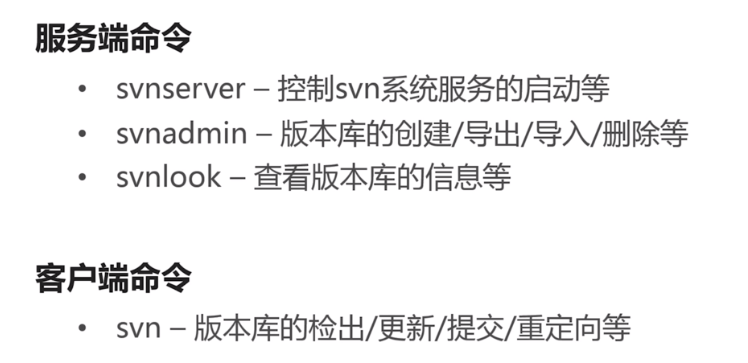 服务端命令
• svnserver – 控制svn系统服务的启动等
• svnadmin – 版本库的创建/导出/导入/删除等
• svnlook – 查看版本库的信息等
客户端命令
• svn – 版本库的检出/更新/提交/重定向等